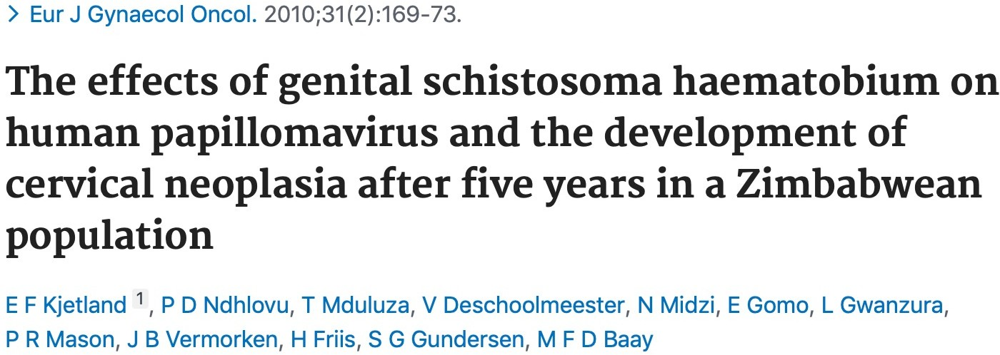 > Eur J Gynaecol Oncol. 2010;31(2):169-73.
The effects of genital schistosoma haematobium on
human papillomavirus and the development of
cervical neoplasia after five years in a Zimbabwean
population
E F Kjetland 1, P D Ndhlovu, T Mduluza, V Deschoolmeester, N Midzi, E Gomo, L Gwanzura,
P R Mason, J B Vermorken, H Friis, S G Gundersen, M F D Baay